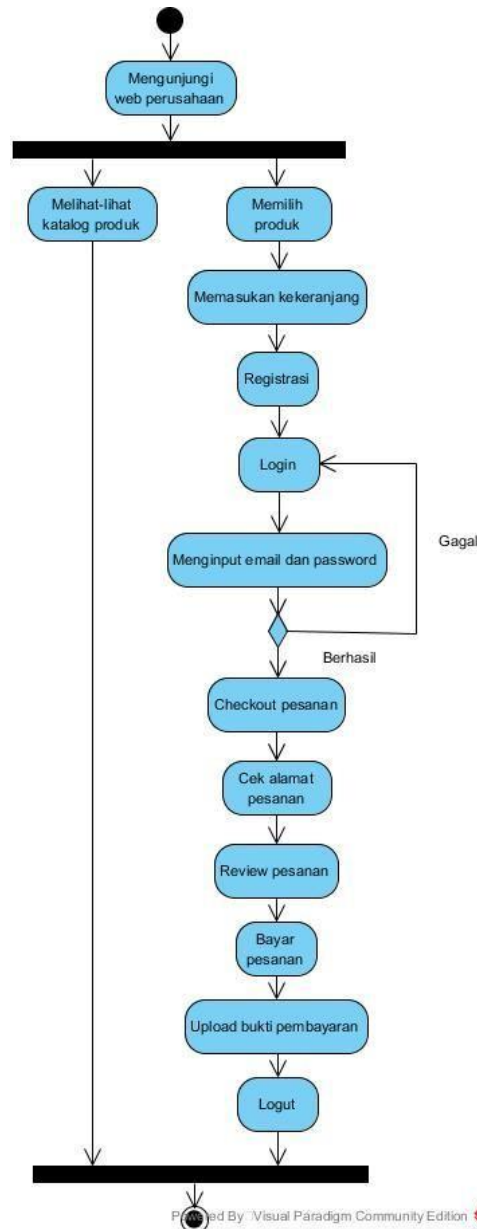 Mengunjungi
web perusahaan
Melihat-lihat
katalog produk
Memilih
produk
Memasukan kekeranjang
Registrasi
Login
Gagal
Menginput email dan password
Berhasil
Checkout pesanan
Cek alamat
pesanan
Review pesanan
Bayar
pesanan
Upload bukti pembayaran
Logut
Powered By Visual Paradigm Community Edition